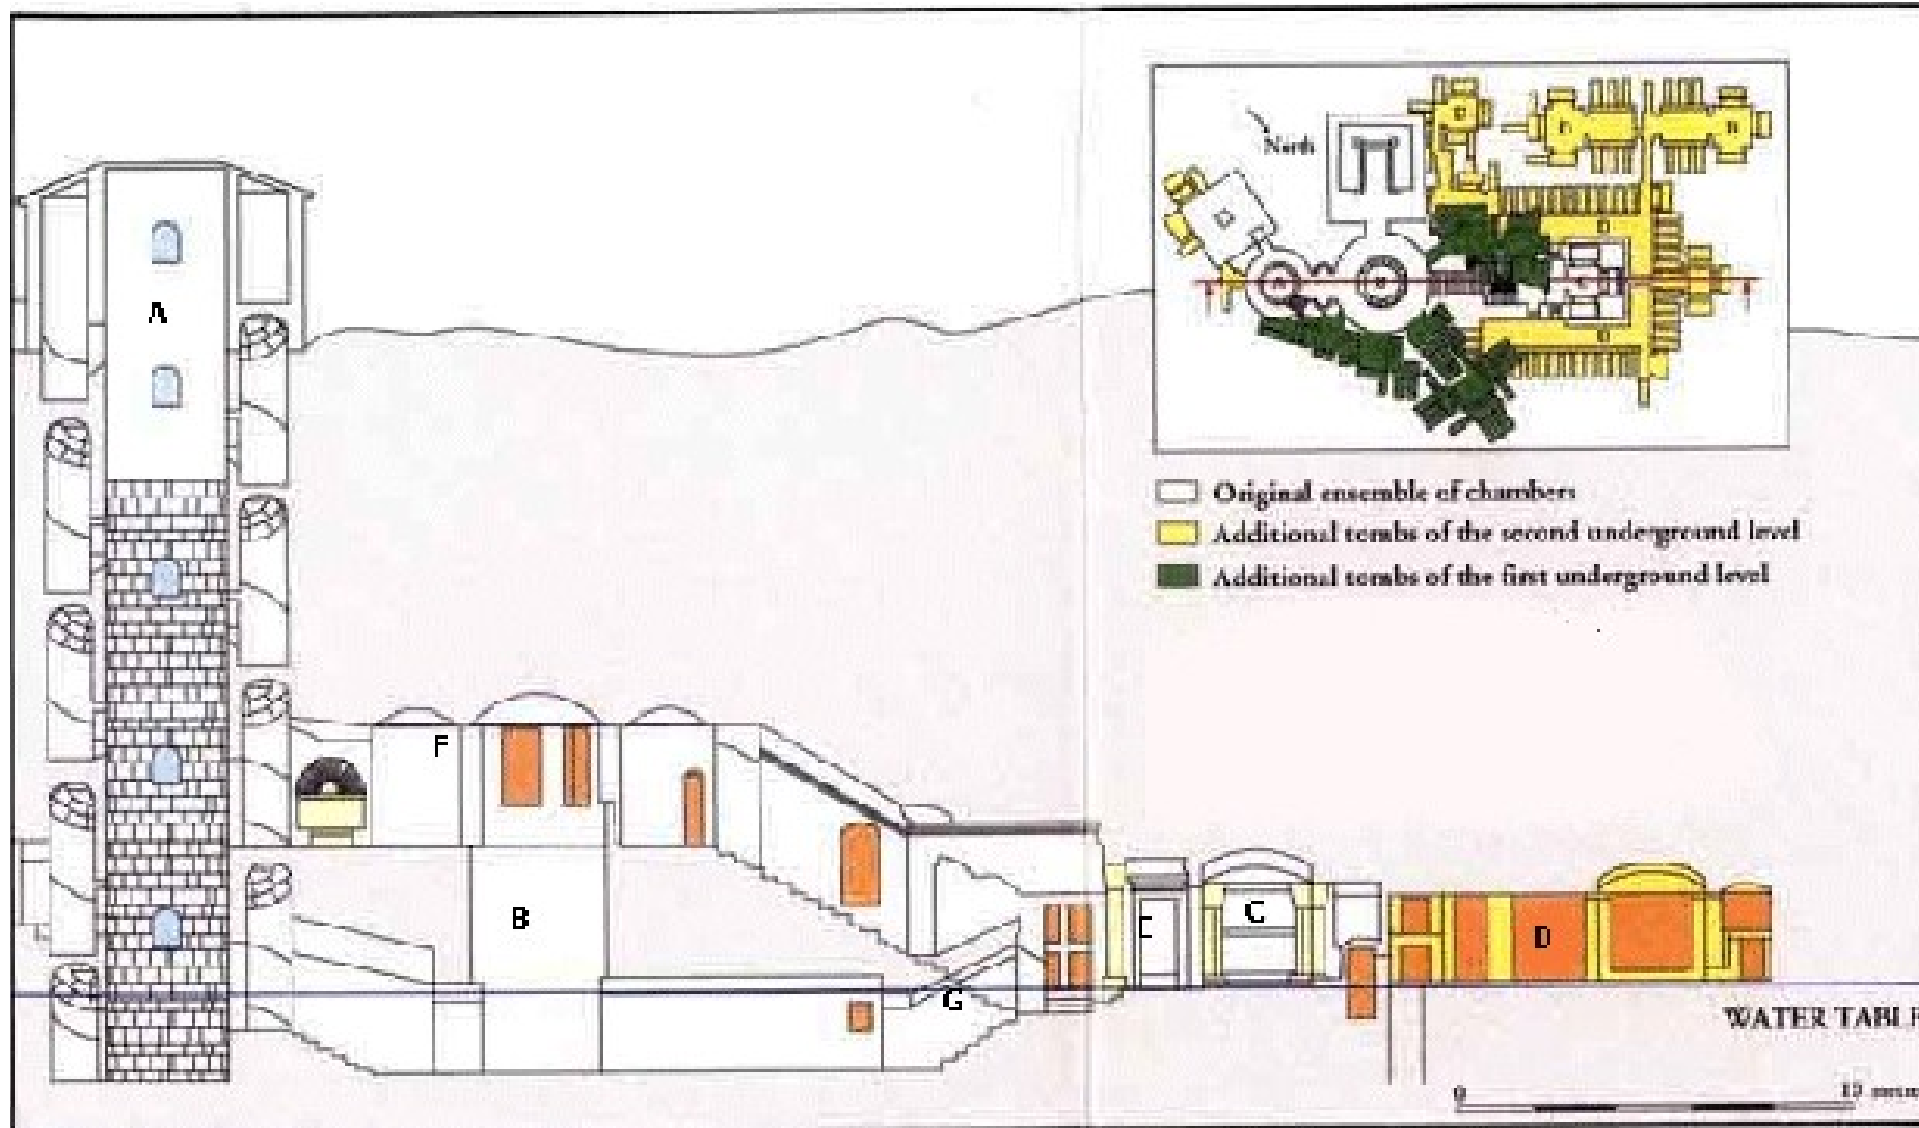 North
A
B
Original ensemble of chambers
Additional tombs of the second underground level
Additional tombs of the first underground level
A
F
B
C
D
G
WATER TABLE
0